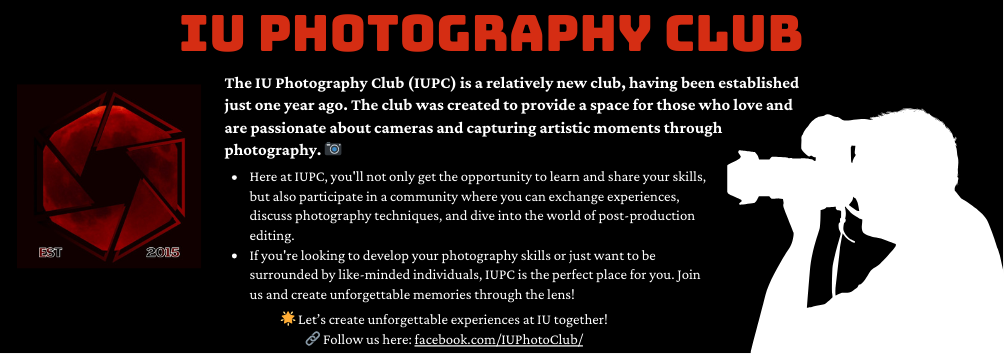 IU PHOTOGRAPHY CLUB
The IU Photography Club (IUPC) is a relatively new club, having been established
just one year ago. The club was created to provide a space for those who love and
are passionate about cameras and capturing artistic moments through
photography. 📷
• Here at IUPC, you'll not only get the opportunity to learn and share your skills,
but also participate in a community where you can exchange experiences,
discuss photography techniques, and dive into the world of post-production
editing.
• If you're looking to develop your photography skills or just want to be
surrounded by like-minded individuals, IUPC is the perfect place for you. Join
us and create unforgettable memories through the lens!
🌟 Let's create unforgettable experiences at IU together!
🔗 Follow us here: facebook.com/IUPhotoClub/
EST 2015